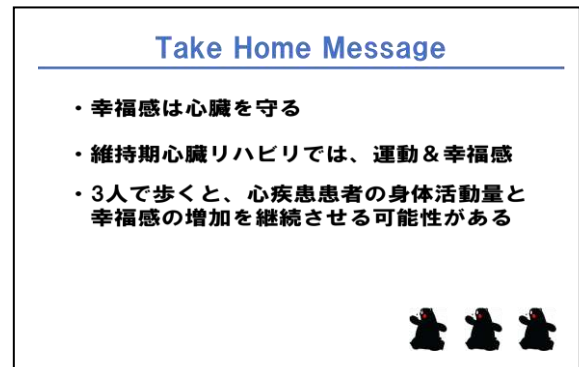 Take Home Message
・幸福感は心臓を守る
・維持期心臓リハビリでは、運動＆幸福感
・3人で歩くと、心疾患患者の身体活動量と
幸福感の増加を継続させる可能性がある